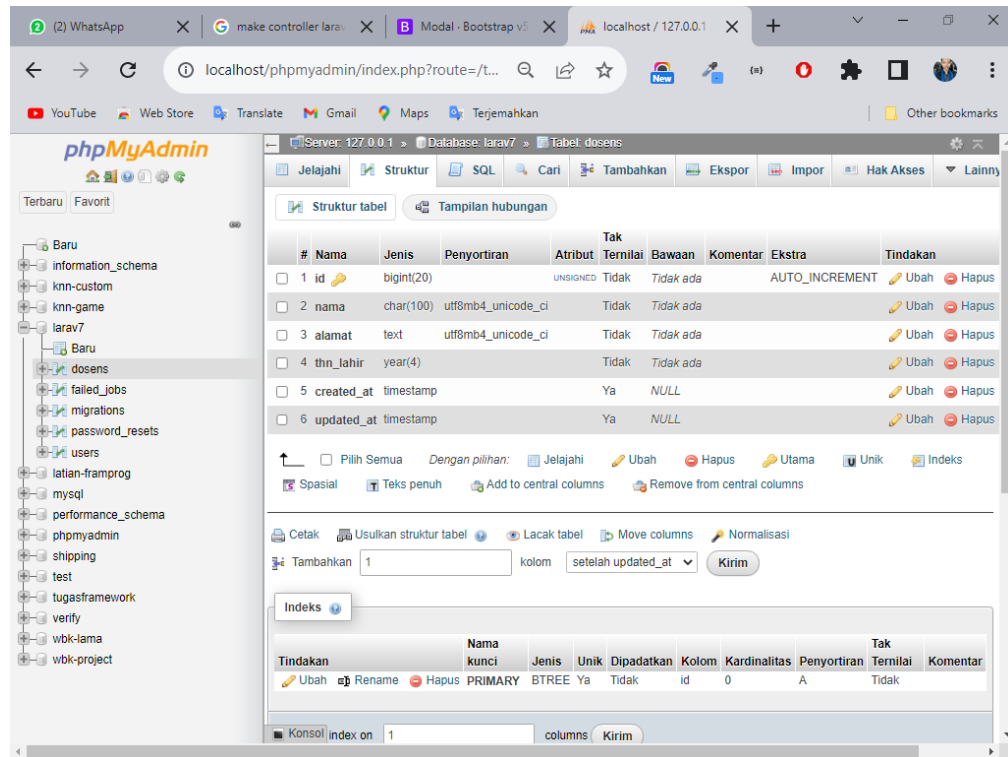 (2) WhatsApp
make controller larav
Modal · Bootstrap v5
localhost / 127.0.0.1
localhost/phpmyadmin/index.php?route=/t...
New
YouTube
Web Store
Translate
Gmail
Maps
Terjemahkan
Other bookmarks
phpMyAdmin
Terbaru Favorit
Baru
information_schema
knn-custom
knn-game
larav7
Baru
dosens
failed_jobs
migrations
password_resets
users
latian-framprog
mysql
performance_schema
phpmyadmin
shipping
test
tugasframework
verify
wbk-lama
wbk-project
Server: 127.0.0.1 » Database: larav7 » Tabel: dosens
Jelajahi Struktur SQL Cari Tambahkan Ekspor Impor Hak Akses Lainny
Struktur tabel Tampilan hubungan
# Nama Jenis Penyortiran Atribut Tak Ternilai Bawaan Komentar Ekstra Tindakan
1 id bigint(20) UNSIGNED Tidak Tidak ada AUTO_INCREMENT Ubah Hapus
2 nama char(100) utf8mb4_unicode_ci Tidak Tidak ada Ubah Hapus
3 alamat text utf8mb4_unicode_ci Tidak Tidak ada Ubah Hapus
4 thn_lahir year(4) Tidak Tidak ada Ubah Hapus
5 created_at timestamp Ya NULL Ubah Hapus
6 updated_at timestamp Ya NULL Ubah Hapus
Pilih Semua Dengan pilihan: Jelajahi Ubah Hapus Utama Unik Indeks
Spasial Teks penuh Add to central columns Remove from central columns
Cetak Usulkan struktur tabel Lacak tabel Move columns Normalisasi
Tambahkan 1 kolom setelah updated_at Kirim
Indeks
Tindakan Nama kunci Jenis Unik Dipadatkan Kolom Kardinalitas Penyortiran Tak Ternilai Komentar
Ubah Rename Hapus PRIMARY BTREE Ya Tidak id 0 A Tidak
Konsol index on 1 columns Kirim